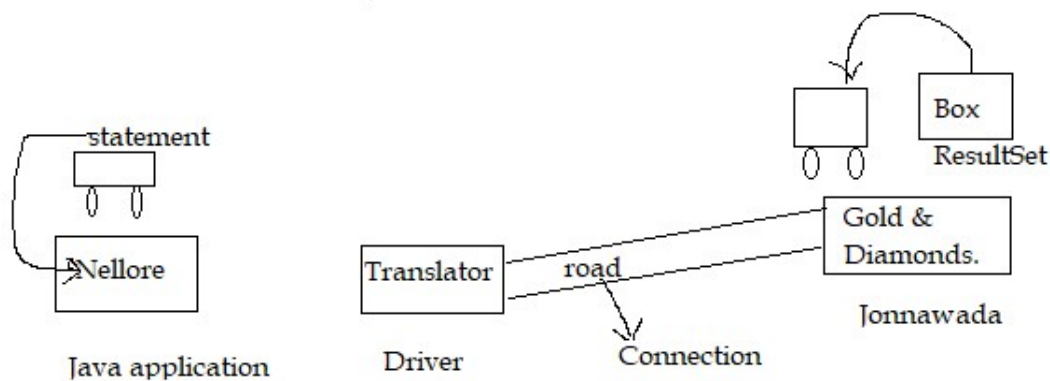 statement
Nellore
Java application
Translator
Driver
road
Connection
Box
ResultSet
Gold &
Diamonds.
Jonnawada